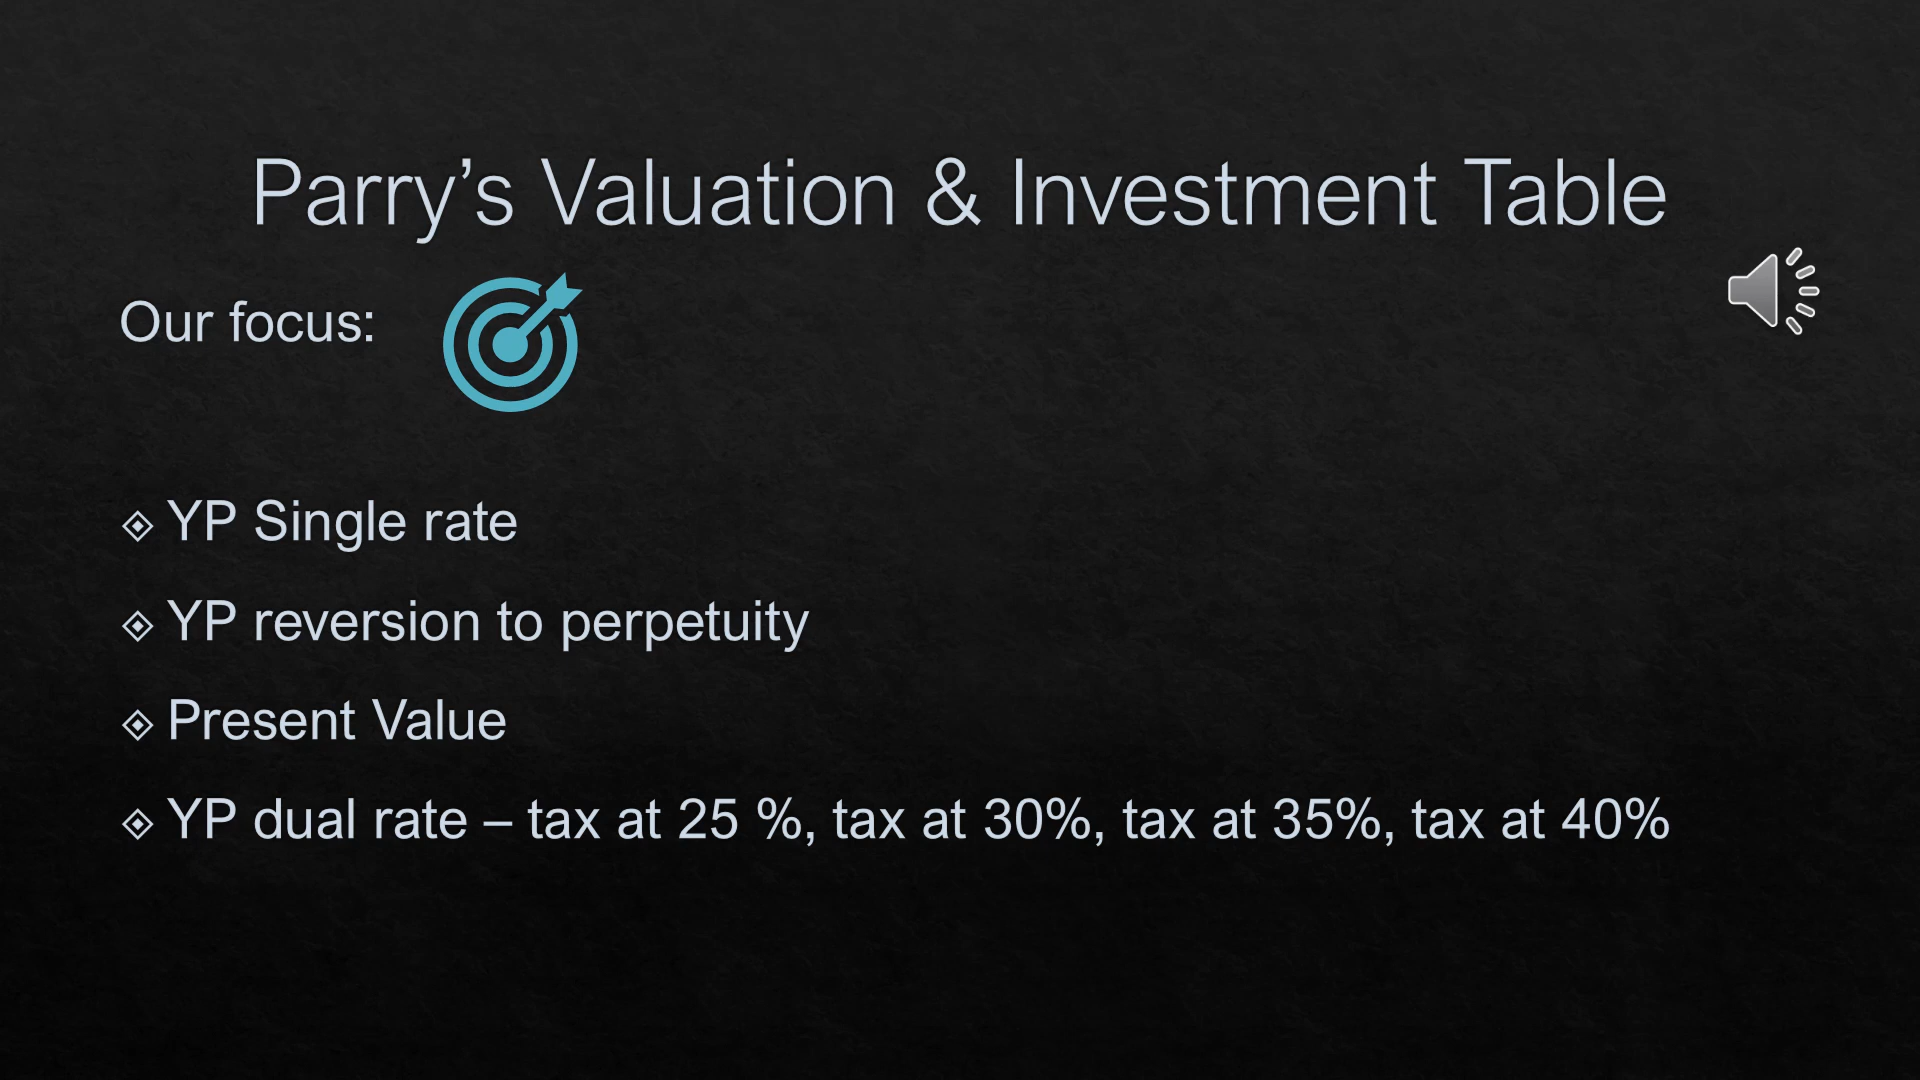 Parry’s Valuation & Investment Table
Our focus:
YP Single rate
YP reversion to perpetuity
Present Value
YP dual rate – tax at 25 %, tax at 30%, tax at 35%, tax at 40%